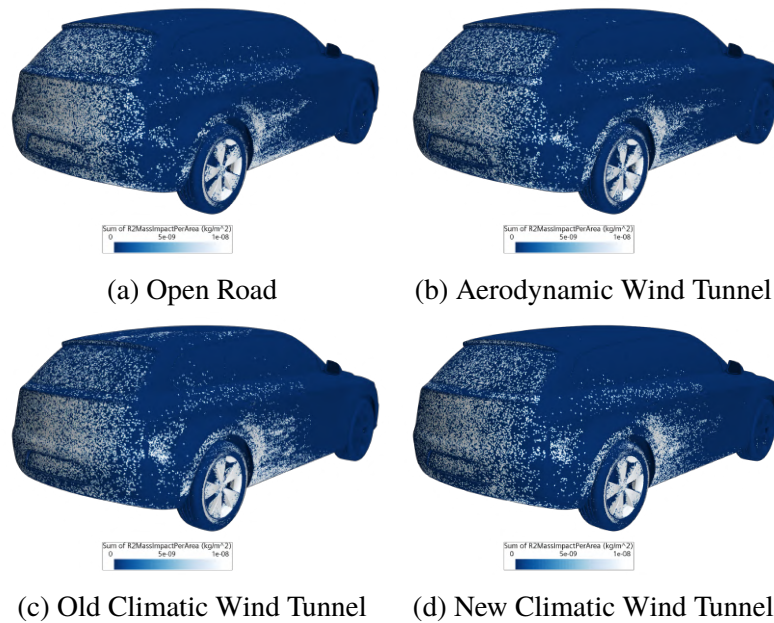 Sum of R2MassImpactPerArea (kg/m^2)
0 5e-09 1e-08
Sum of R2MassImpactPerArea (kg/m^2)
0 5e-09 1e-08
(a) Open Road
(b) Aerodynamic Wind Tunnel
Sum of R2MassImpactPerArea (kg/m^2)
0 5e-09 1e-08
Sum of R2MassImpactPerArea (kg/m^2)
0 5e-09 1e-08
(c) Old Climatic Wind Tunnel
(d) New Climatic Wind Tunnel